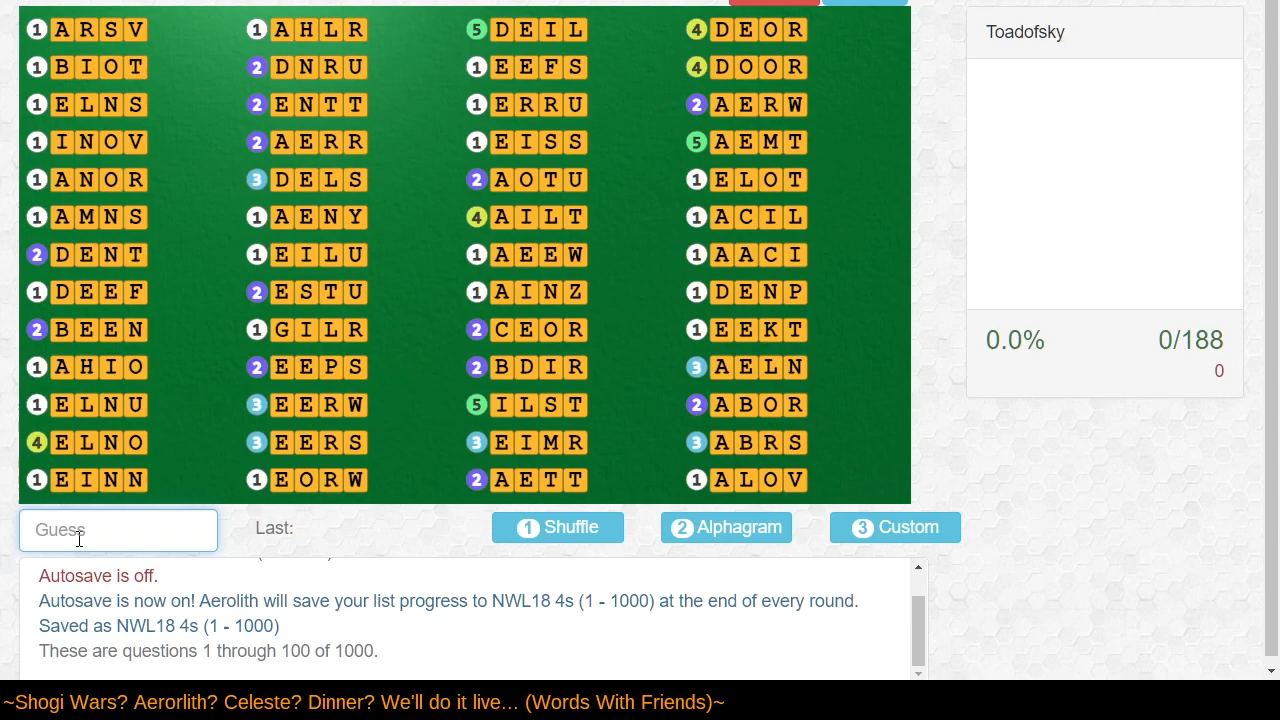 1 ARSV 1 AHLR 5 DEIL 4 DEOR
1 BIOT 2 DNRU 1 EEFS 4 DOOR
1 ELNS 2 ENTT 1 ERRU 2 AERW
1 INOV 2 AERR 1 EISS 5 AEMT
1 ANOR 3 DELS 2 AOTU 1 ELOT
1 AMNS 1 AENY 4 AILT 1 ACIL
2 DENT 1 EILU 1 AEEW 1 AACI
1 DEEF 2 ESTU 1 AINZ 1 DENP
2 BEEN 1 GILR 2 CEOR 1 EEKT
1 AHIO 2 EEPS 2 BDIR 3 AELN
1 ELNU 3 EERW 5 ILST 2 ABOR
4 ELNO 3 EERS 3 EIMR 3 ABRS
1 EINN 1 EORW 2 AETT 1 ALOV
Toadofsky
0.0% 0/188
0
Guess Last: 1 Shuffle 2 Alphagram 3 Custom
Autosave is off.
Autosave is now on! Aerolith will save your list progress to NWL18 4s (1 - 1000) at the end of every round.
Saved as NWL18 4s (1 - 1000)
These are questions 1 through 100 of 1000.
~Shogi Wars? Aerorlith? Celeste? Dinner? We'll do it live... (Words With Friends)~